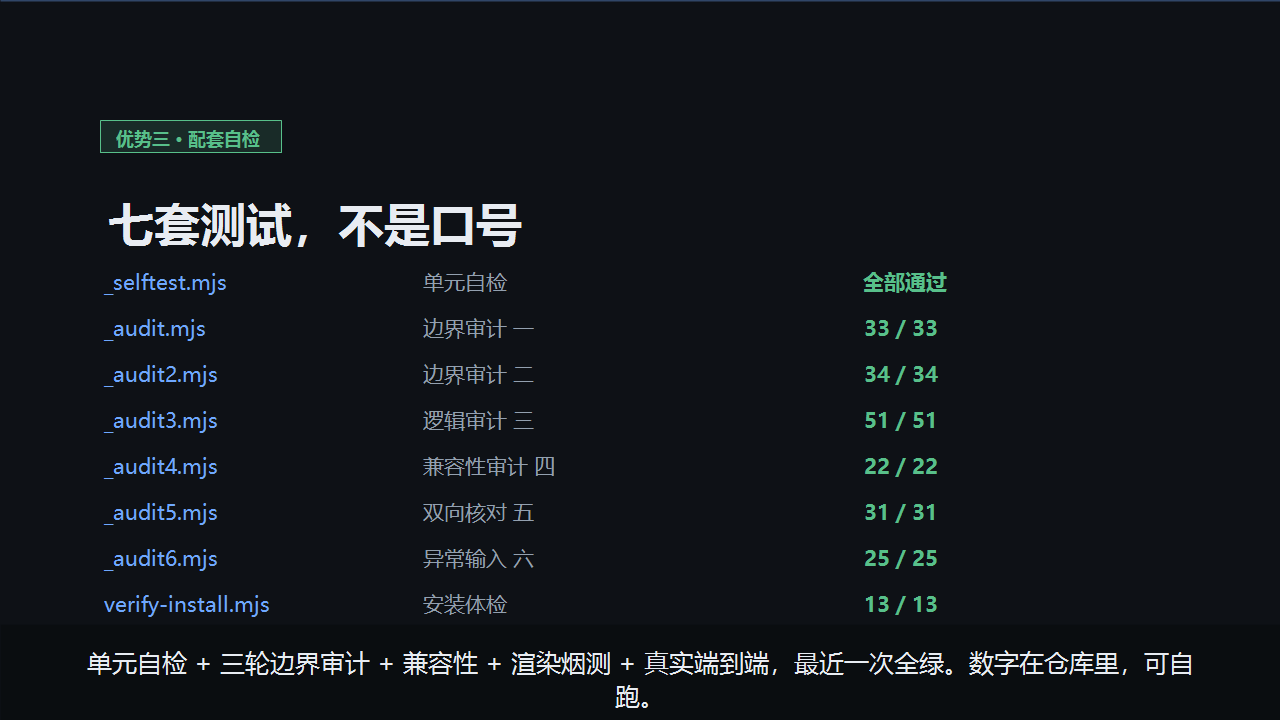 优势三·配套自检
七套测试，不是口号
_selftest.mjs 单元自检 全部通过
_audit.mjs 边界审计 一 33 / 33
_audit2.mjs 边界审计 二 34 / 34
_audit3.mjs 逻辑审计 三 51 / 51
_audit4.mjs 兼容性审计 四 22 / 22
_audit5.mjs 双向核对 五 31 / 31
_audit6.mjs 异常输入 六 25 / 25
verify-install.mjs 安装体检 13 / 13
单元自检 + 三轮边界审计 + 兼容性 + 渲染烟测 + 真实端到端，最近一次全绿。数字在仓库里，可自
跑。